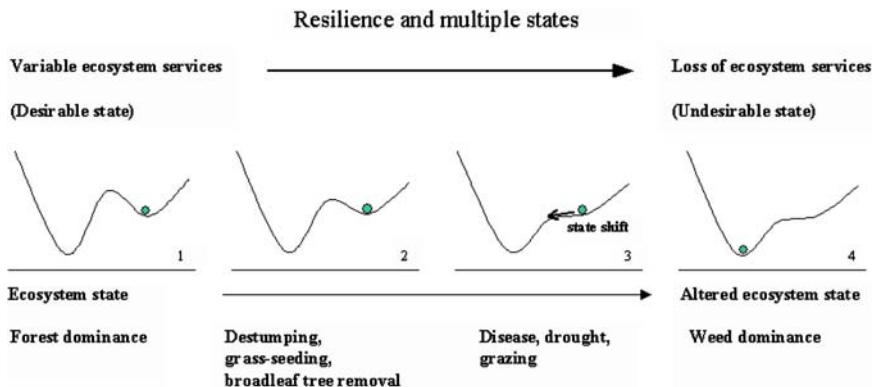 Resilience and multiple states
Variable ecosystem services
(Desirable state)
Loss of ecosystem services
(Undesirable state)
1
2
state shift
3
4
Ecosystem state
Altered ecosystem state
Forest dominance
Destumping,
grass-seeding,
broadleaf tree removal
Disease, drought,
grazing
Weed dominance